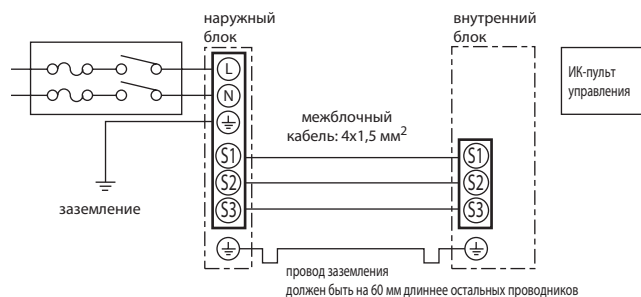 наружный
блок
внутренний
блок
L
N
ИК-пульт
управления
межблочный
кабель: 4x1,5 мм²
S1
S2
S3
S1
S2
S3
заземление
провод заземления
должен быть на 60 мм длиннее остальных проводников